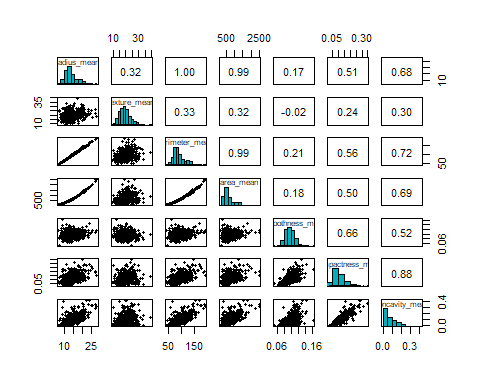 10 30 500 2500 0.05 0.30
adius_mean 0.32 1.00 0.99 0.17 0.51 0.68 10
10 35 exture_mean 0.33 0.32 -0.02 0.24 0.30
rimeter_me 0.99 0.21 0.56 0.72 50
500 area_mean 0.18 0.50 0.69
oothness_m 0.66 0.52 0.06
0.05 npactness_m 0.88
ncavity_me 0.0 0.4
10 25 50 150 0.06 0.16 0.0 0.3